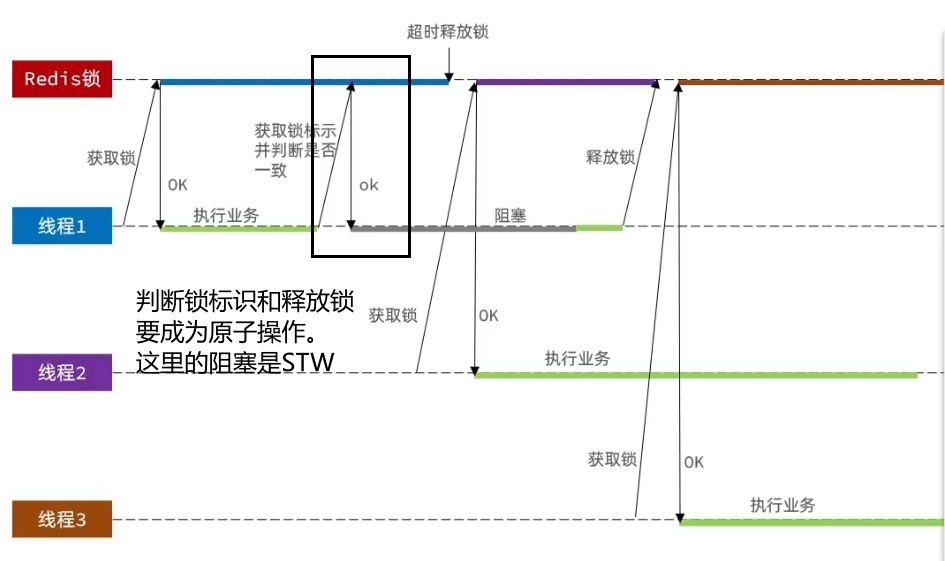 超时释放锁
Redis锁
获取锁标示
并判断是否
一致
获取锁
释放锁
OK
ok
执行业务
阻塞
线程1
判断锁标识和释放锁
要成为原子操作。
这里的阻塞是STW
获取锁
OK
执行业务
线程2
获取锁
OK
执行业务
线程3